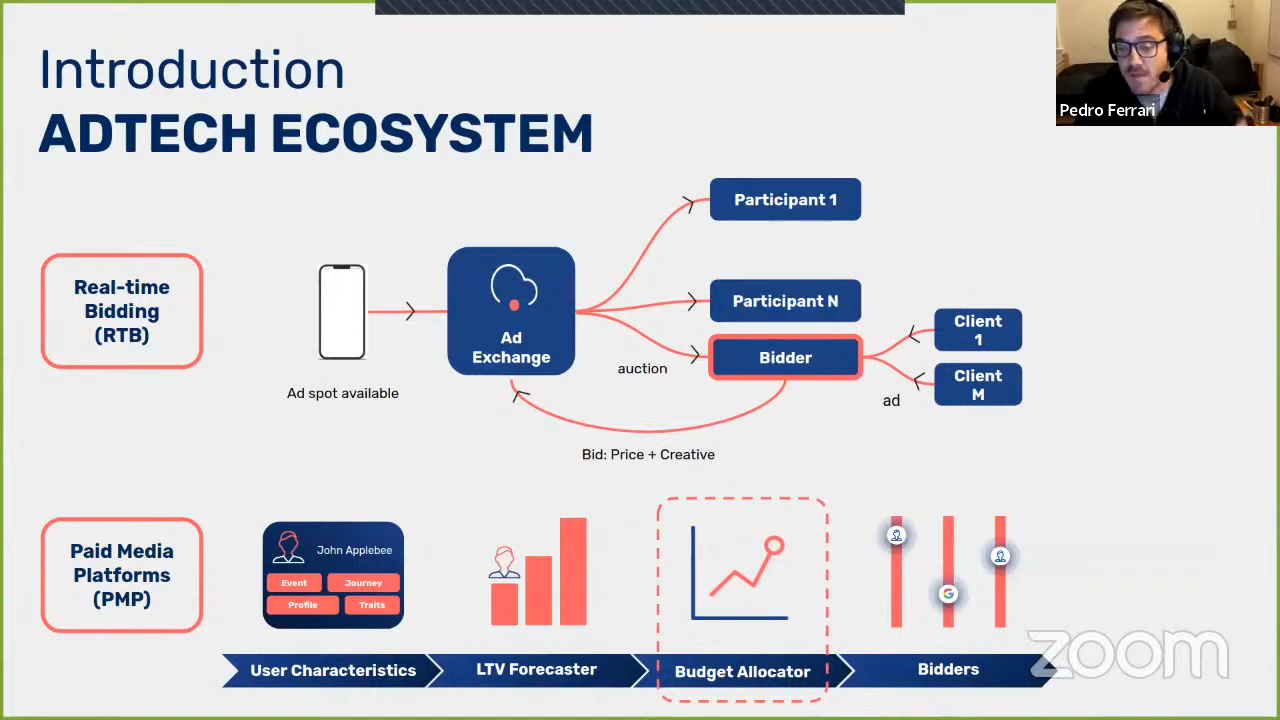 Introduction
ADTECH ECOSYSTEM
Pedro Ferrari
Real-time
Bidding
(RTB)
Ad spot available
Ad
Exchange
auction
Participant 1
Participant N
Bidder
Client
1
Client
M
ad
Bid: Price + Creative
Paid Media
Platforms
(PMP)
John Applebee
Event
Journey
Profile
Traits
G
User Characteristics
LTV Forecaster
Budget Allocator
Bidders
zoom